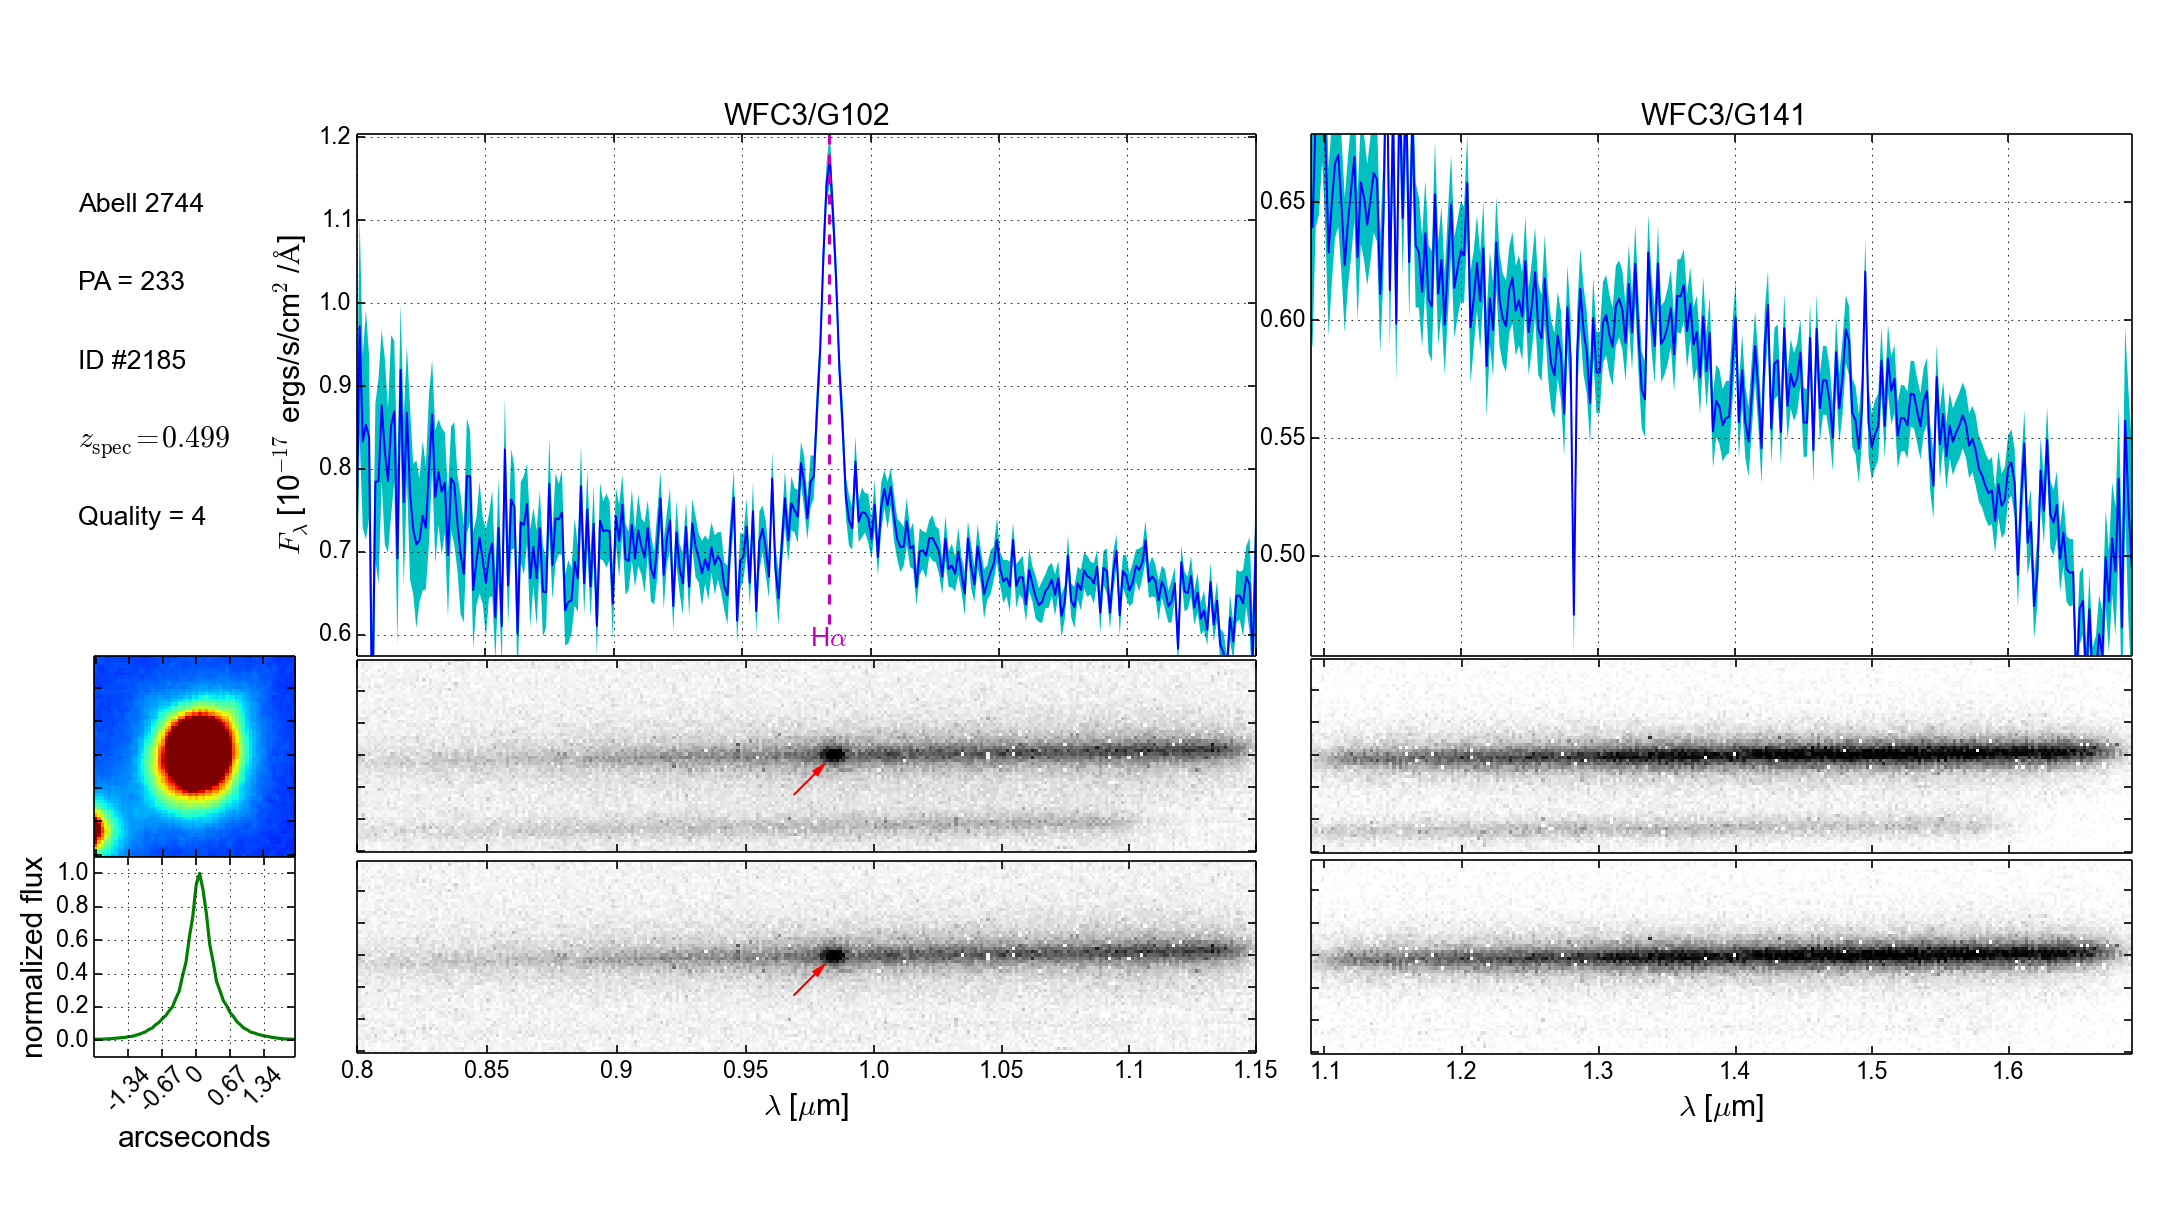 WFC3/G102
WFC3/G141
Abell 2744
PA = 233
ID #2185
z_spec = 0.499
Quality = 4
F_λ [10^−17 ergs/s/cm^2 /Å]
1.2
1.1
1.0
0.9
0.8
0.7
0.6
Hα
0.65
0.60
0.55
0.50
normalized flux
1.0
0.8
0.6
0.4
0.2
0.0
-1.34
-0.67
0
0.67
1.34
arcseconds
0.8 0.85 0.9 0.95 1.0 1.05 1.1 1.15
λ [μm]
1.1 1.2 1.3 1.4 1.5 1.6
λ [μm]